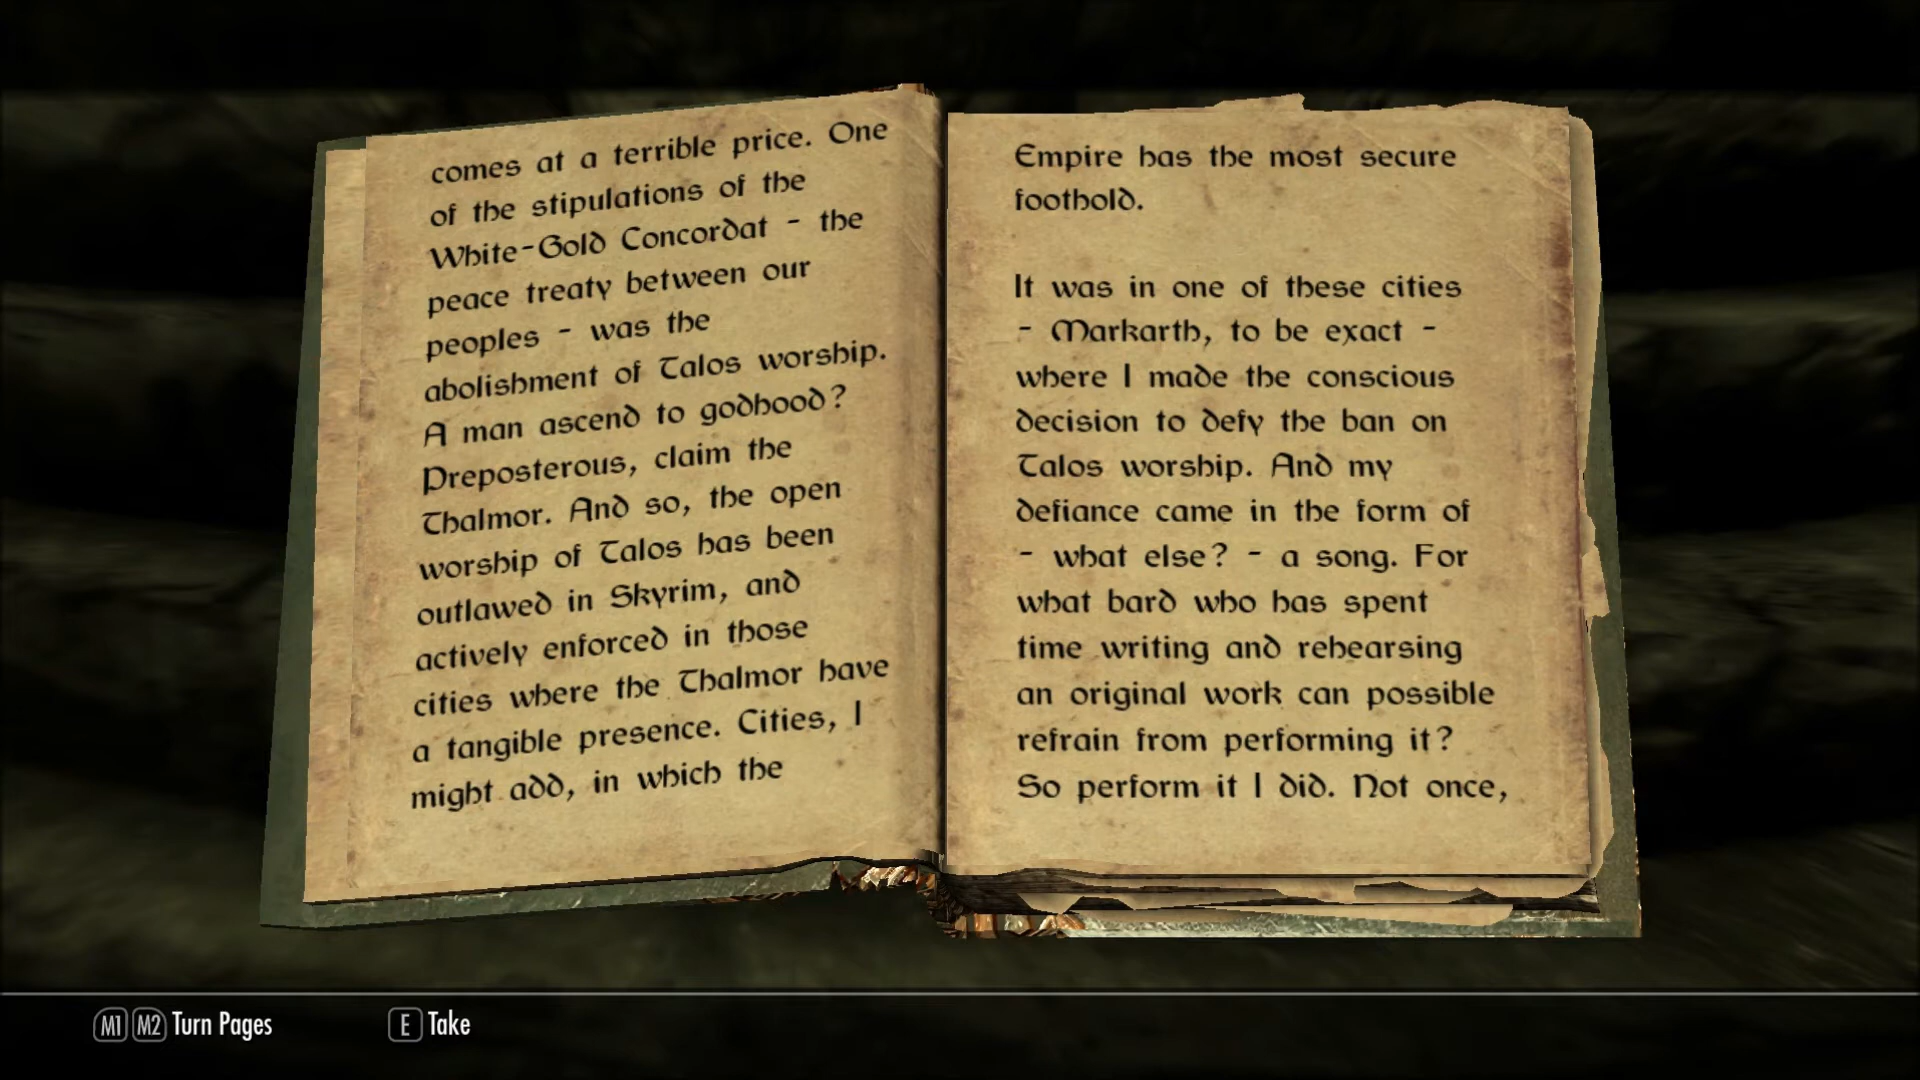 comes at a terrible price. One
of the stipulations of the
White-Gold Concordat - the
peace treaty between our
peoples - was the
abolishment of Talos worship.
A man ascend to godhood?
Preposterous, claim the
Thalmor. And so, the open
worship of Talos has been
outlawed in Skyrim, and
actively enforced in those
cities where the Thalmor have
a tangible presence. Cities, I
might add, in which the
Empire has the most secure
foothold.
It was in one of these cities
- Markarth, to be exact -
where I made the conscious
decision to defy the ban on
Talos worship. And my
defiance came in the form of
- what else? - a song. For
what bard who has spent
time writing and rehearsing
an original work can possible
refrain from performing it?
So perform it I did. Not once,
M1 M2 Turn Pages
E Take